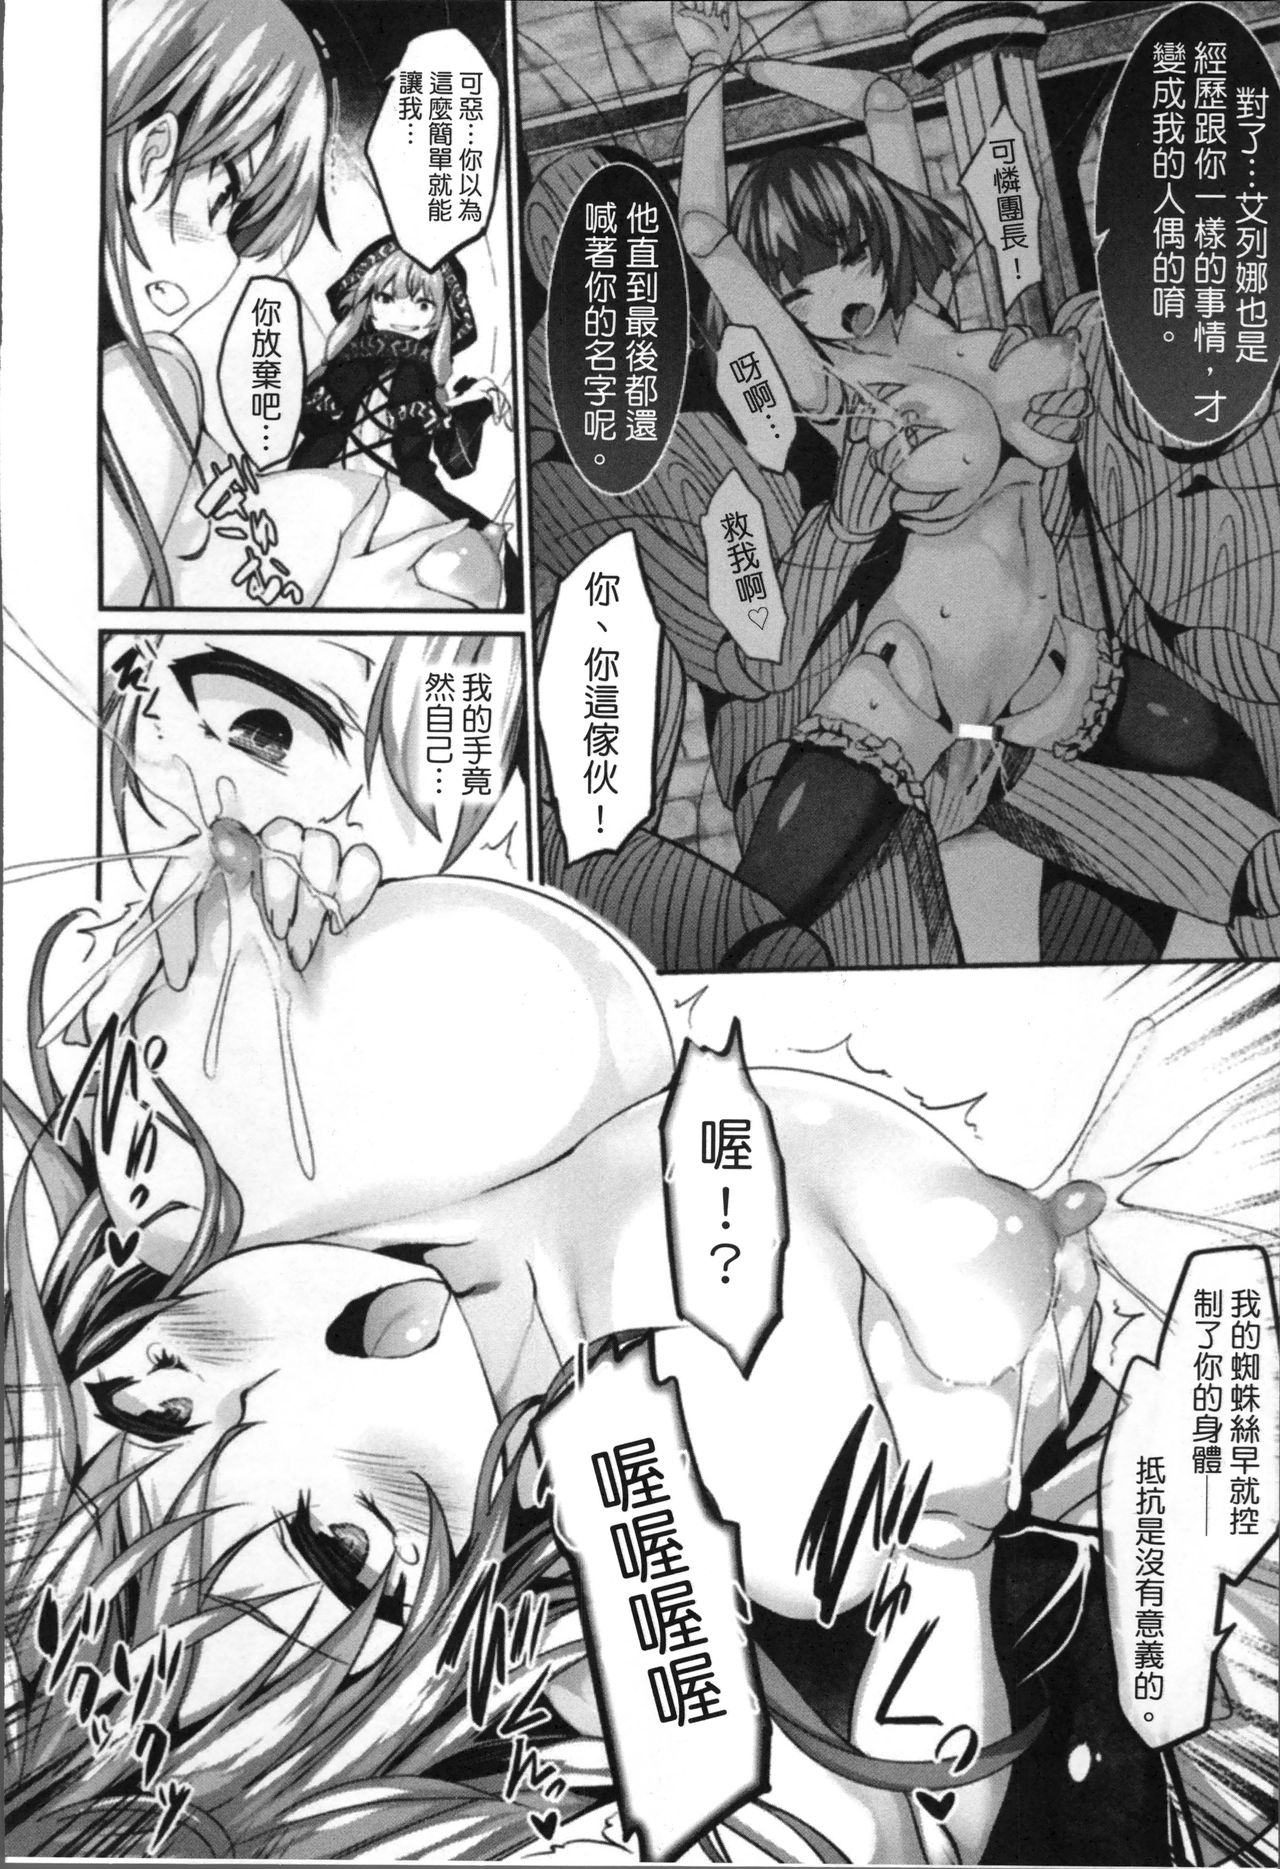 對了…艾列娜也是
經歷跟你一樣的事情，才
變成我的人偶的唷。
可憐團長！
他直到最後都還
喊著你的名字呢。
呀啊…
救我啊♡
你、你這傢伙！
可惡…你以為
這麼簡單就能
讓我…
你放棄吧…
我的手竟
然自己…
喔！？
我的蜘蛛絲早就控
制了你的身體——
抵抗是沒有意義的。
喔喔喔喔喔